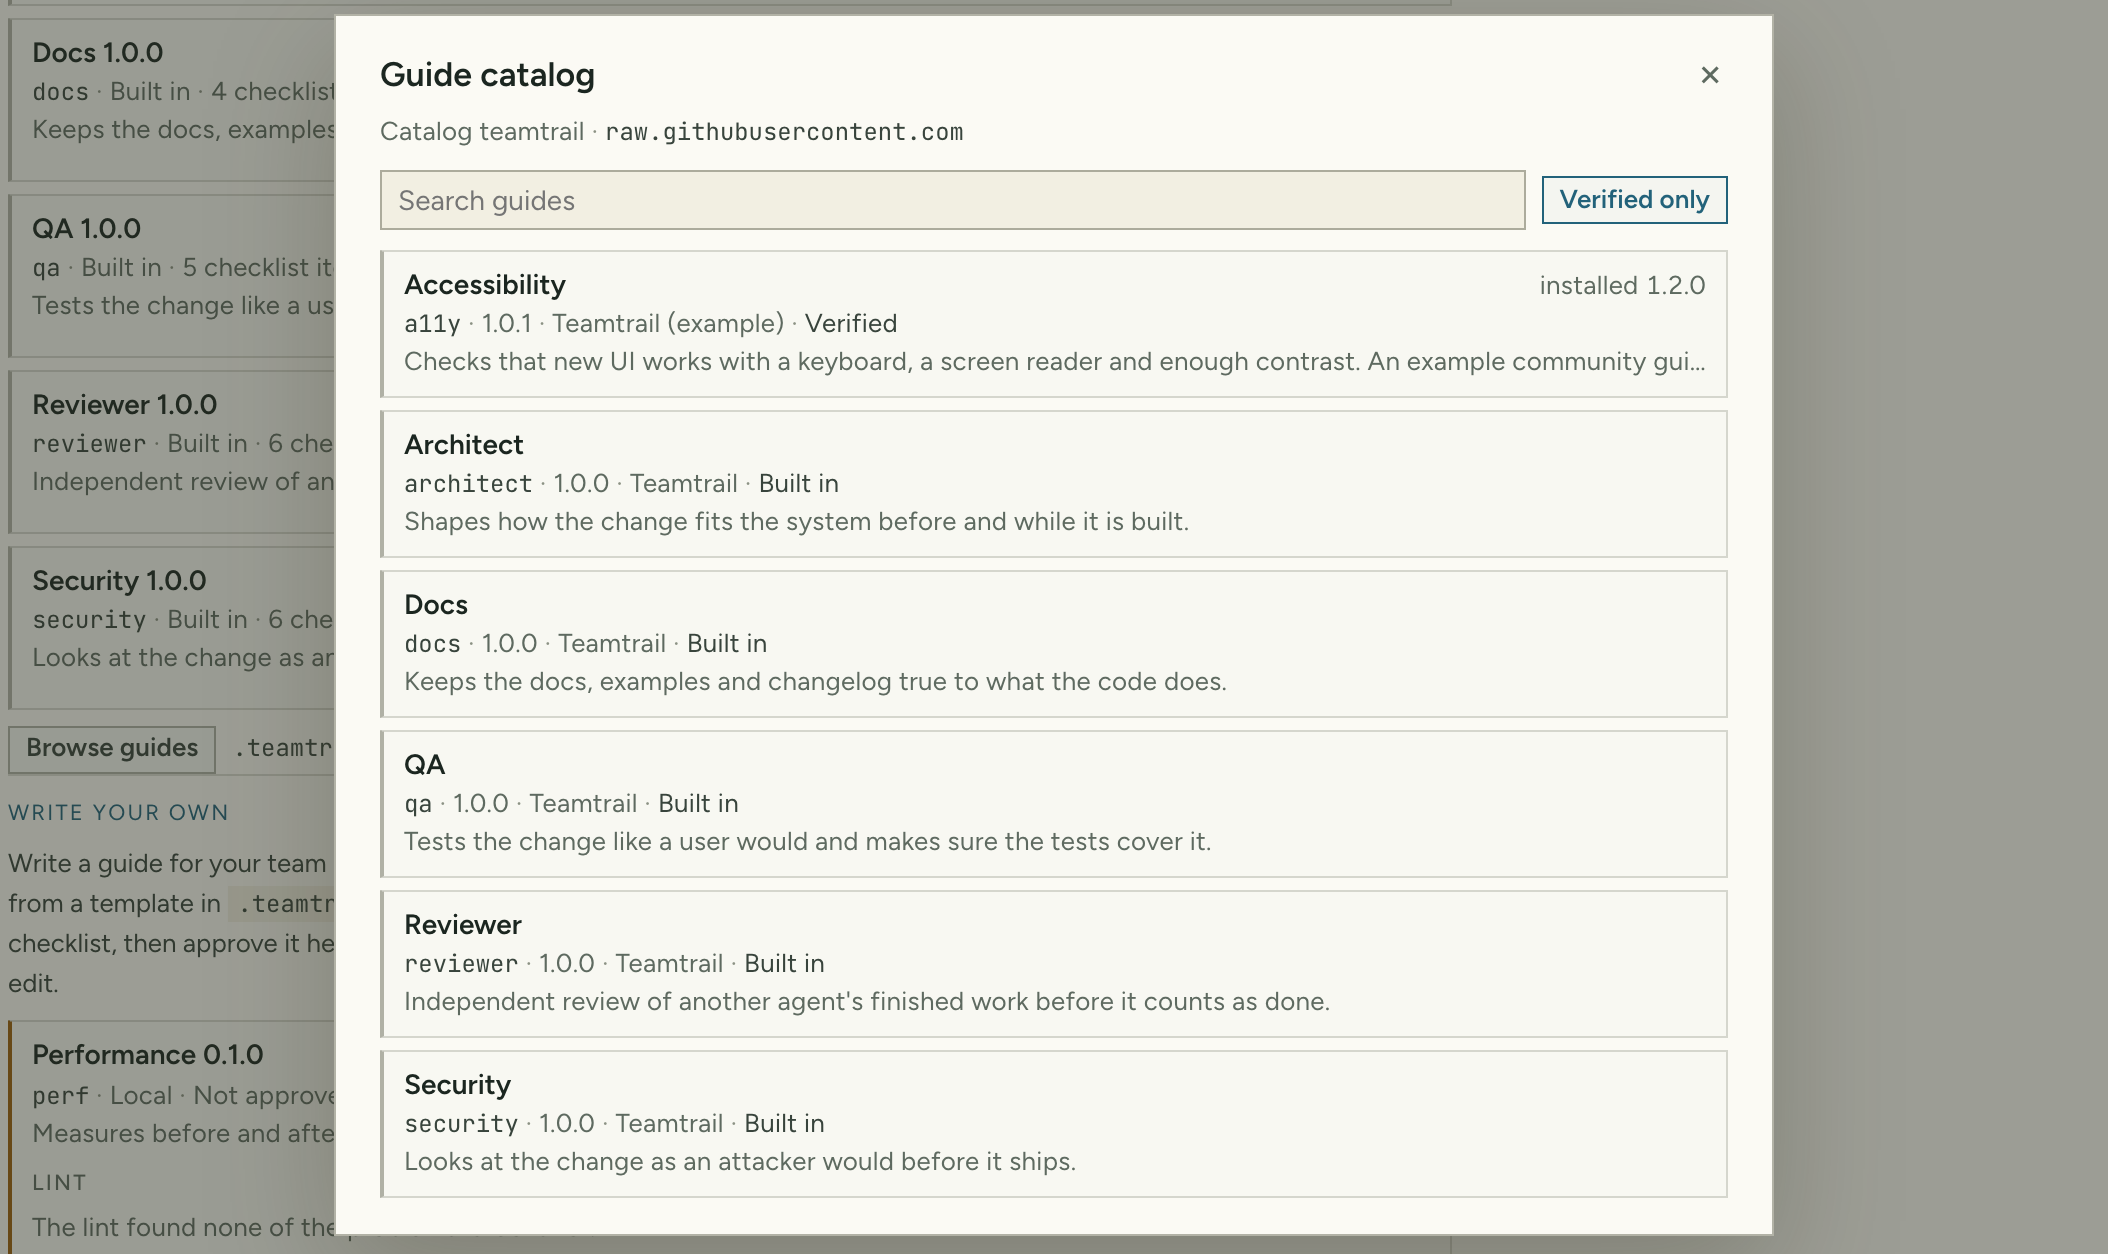 Docs 1.0.0
docs · Built in · 4 checklist
Keeps the docs, examples
QA 1.0.0
qa · Built in · 5 checklist
Tests the change like a
Reviewer 1.0.0
reviewer · Built in · 6
Independent review of an
Security 1.0.0
security · Built in · 6
Looks at the change as
Browse guides
WRITE YOUR OWN
Write a guide for your team
from a template in
checklist, then approve it
edit.
Performance 0.1.0
perf · Local · Not
Measures before and
LINT
The lint found none of the
Guide catalog ✕
Catalog teamtrail · raw.githubusercontent.com
Search guides
Verified only
Accessibility
installed 1.2.0
a11y · 1.0.1 · Teamtrail (example) · Verified
Checks that new UI works with a keyboard, a screen reader and enough contrast. An example community gui...
Architect
architect · 1.0.0 · Teamtrail · Built in
Shapes how the change fits the system before and while it is built.
Docs
docs · 1.0.0 · Teamtrail · Built in
Keeps the docs, examples and changelog true to what the code does.
QA
qa · 1.0.0 · Teamtrail · Built in
Tests the change like a user would and makes sure the tests cover it.
Reviewer
reviewer · 1.0.0 · Teamtrail · Built in
Independent review of another agent's finished work before it counts as done.
Security
security · 1.0.0 · Teamtrail · Built in
Looks at the change as an attacker would before it ships.